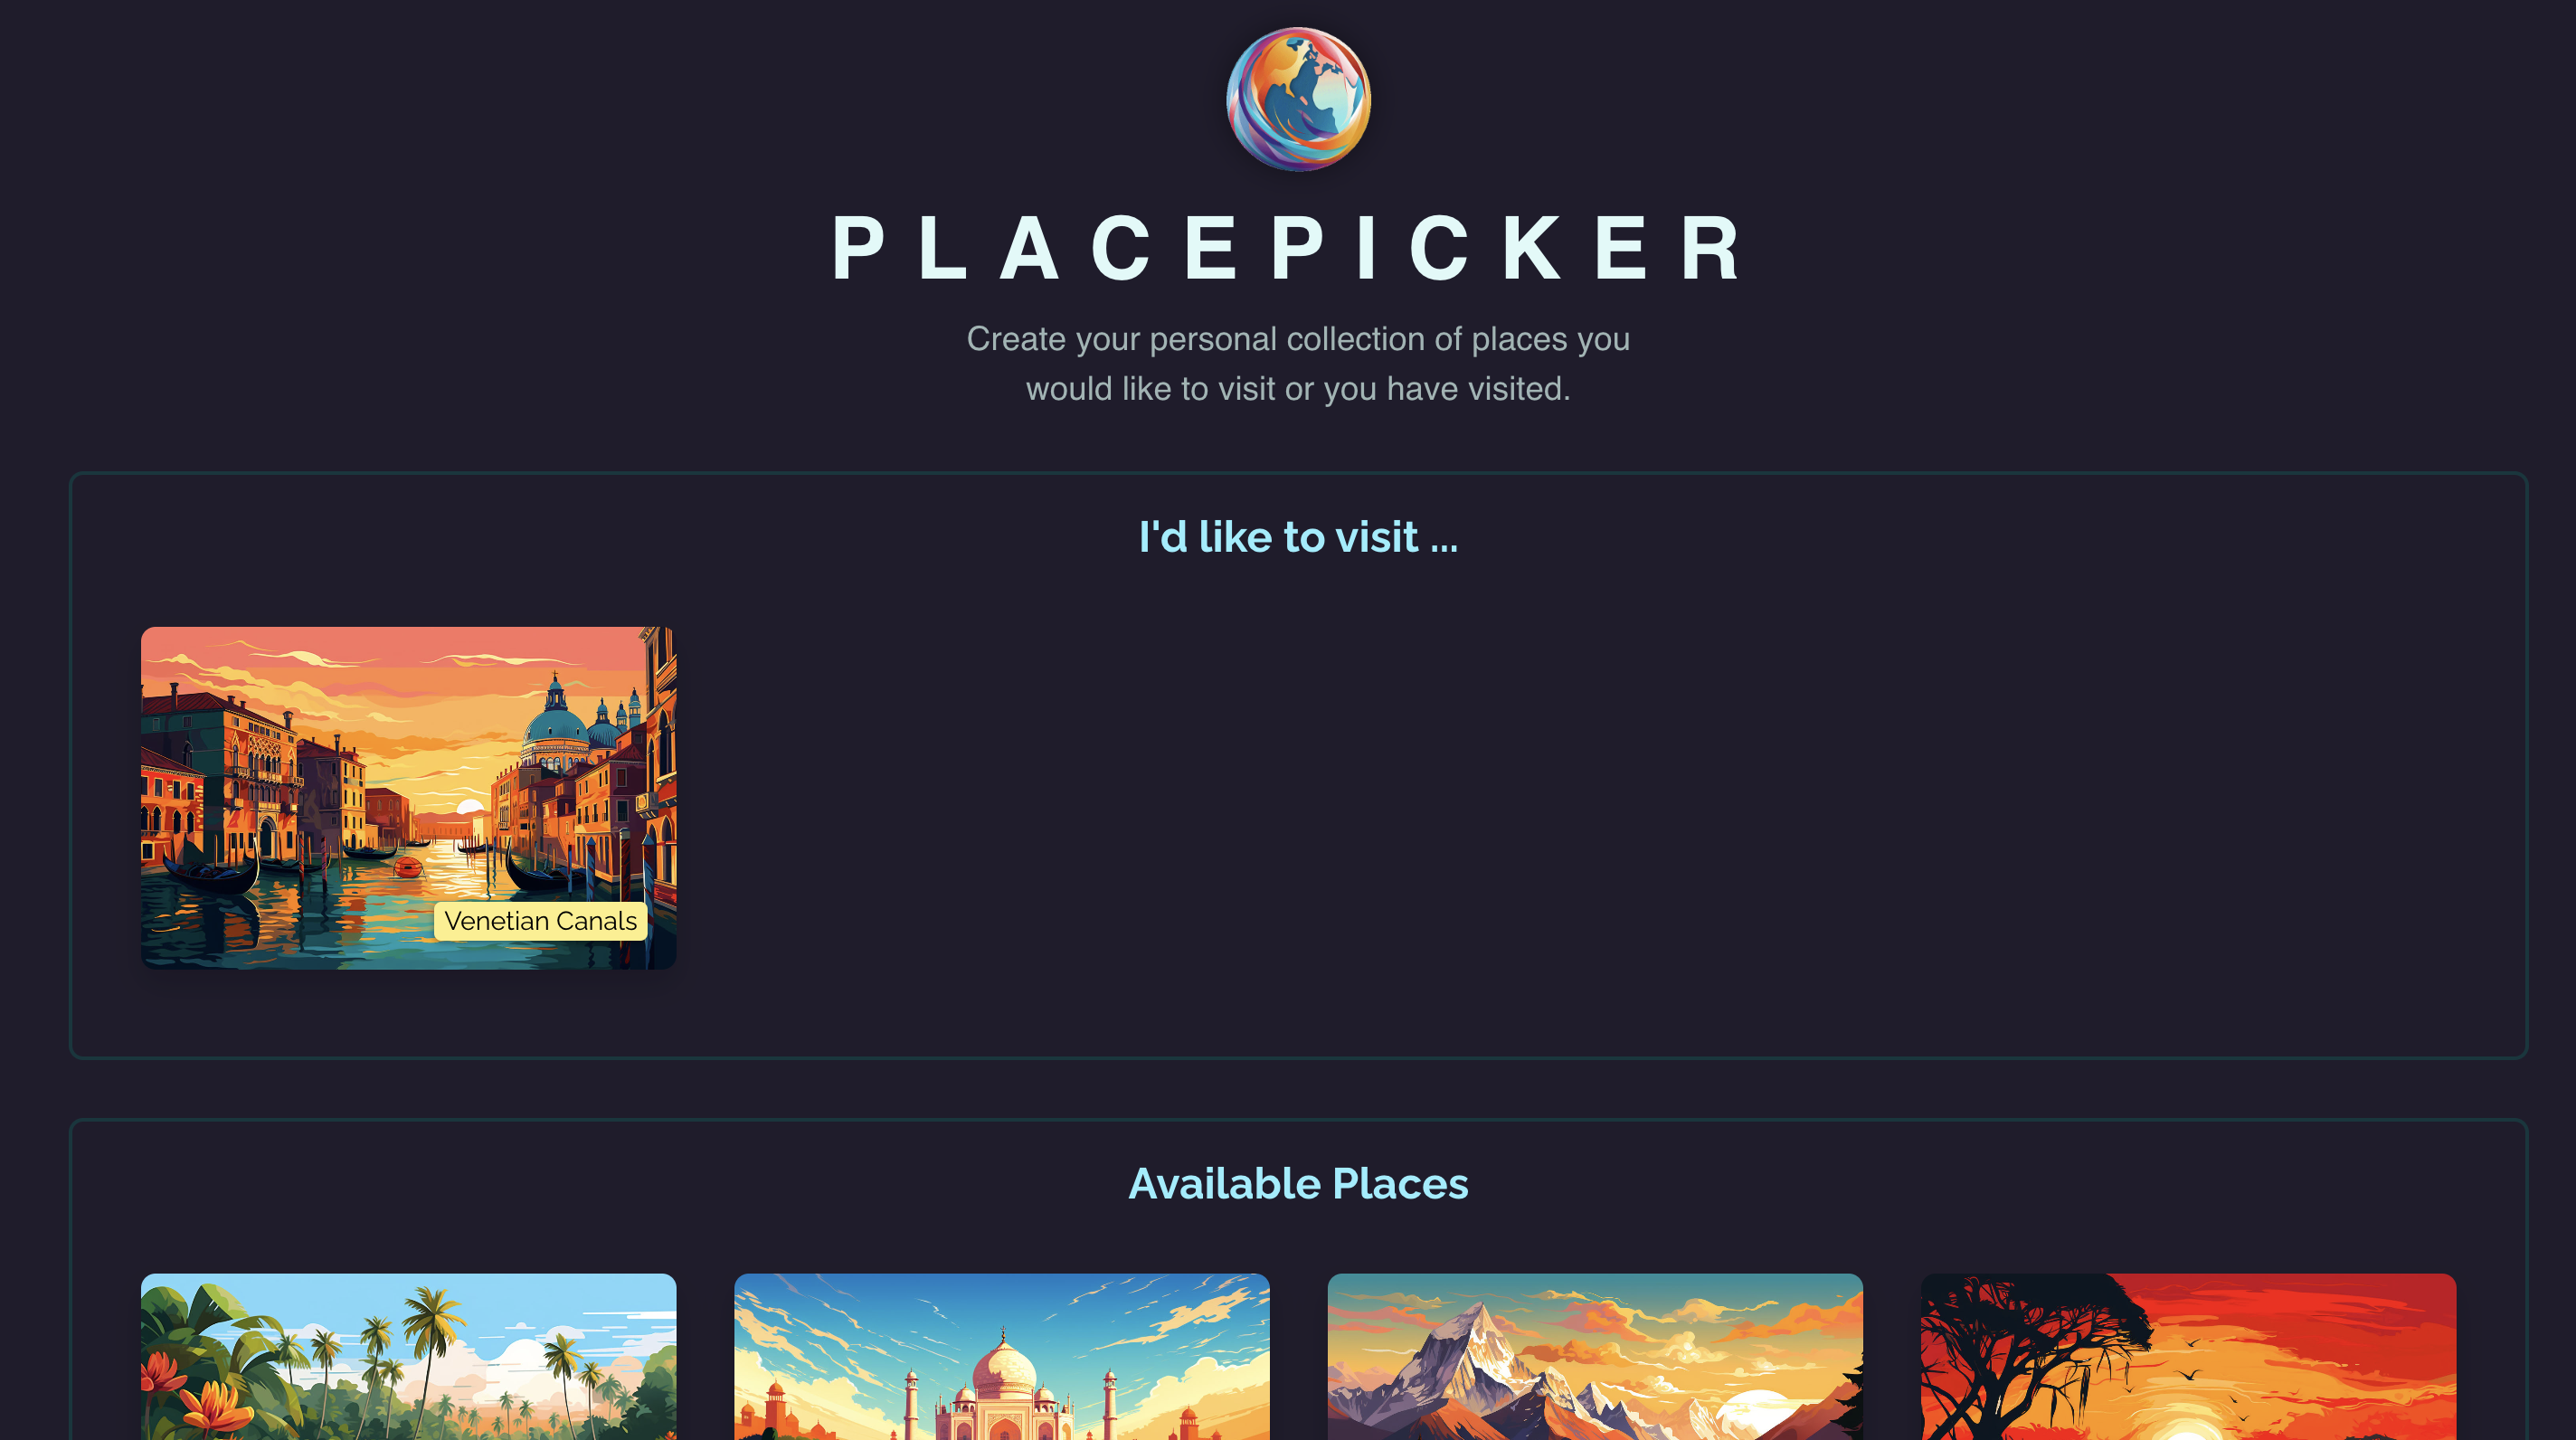 PLACEPICKER
Create your personal collection of places you
would like to visit or you have visited.
I'd like to visit ...
Venetian Canals
Available Places